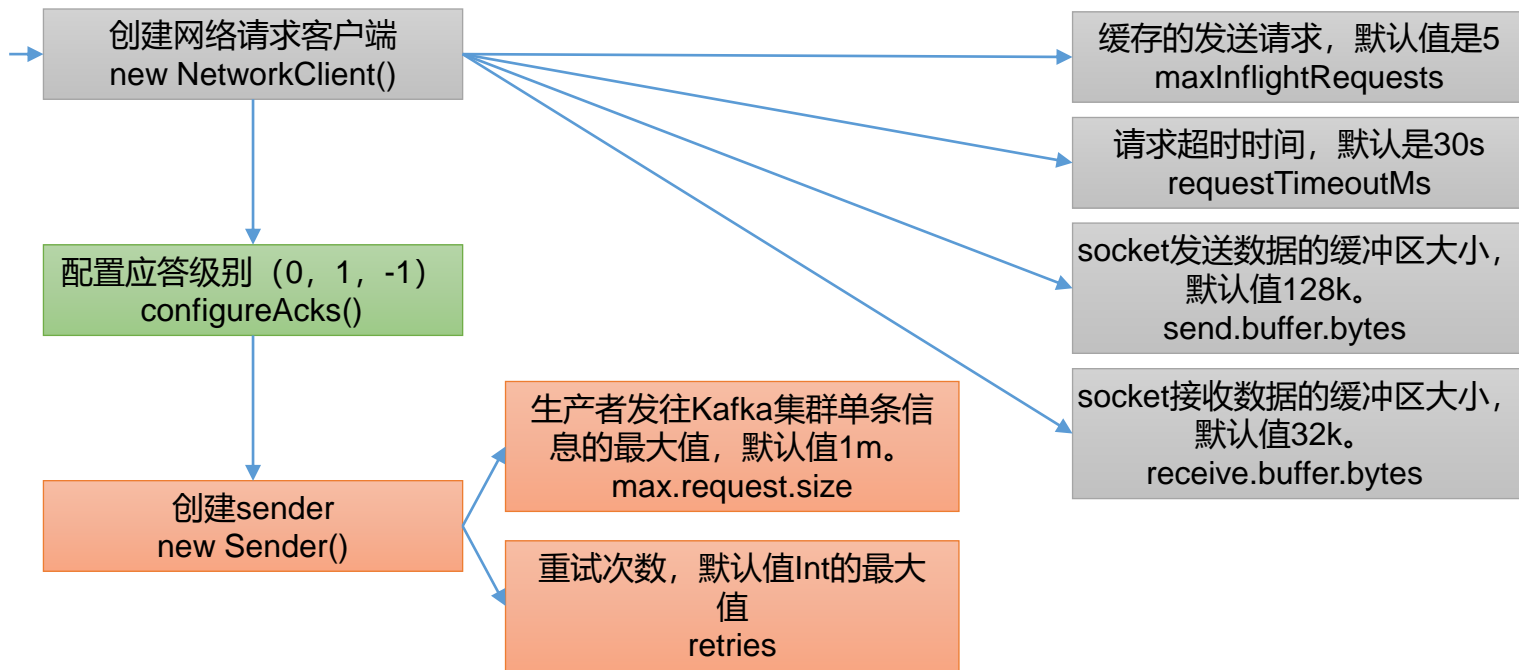 创建网络请求客户端
new NetworkClient()
缓存的发送请求，默认值是5
maxInflightRequests
请求超时时间，默认是30s
requestTimeoutMs
配置应答级别（0，1，-1）
configureAcks()
socket发送数据的缓冲区大小，
默认值128k。
send.buffer.bytes
socket接收数据的缓冲区大小，
默认值32k。
receive.buffer.bytes
创建sender
new Sender()
生产者发往Kafka集群单条信
息的最大值，默认值1m。
max.request.size
重试次数，默认值Int的最大
值
retries